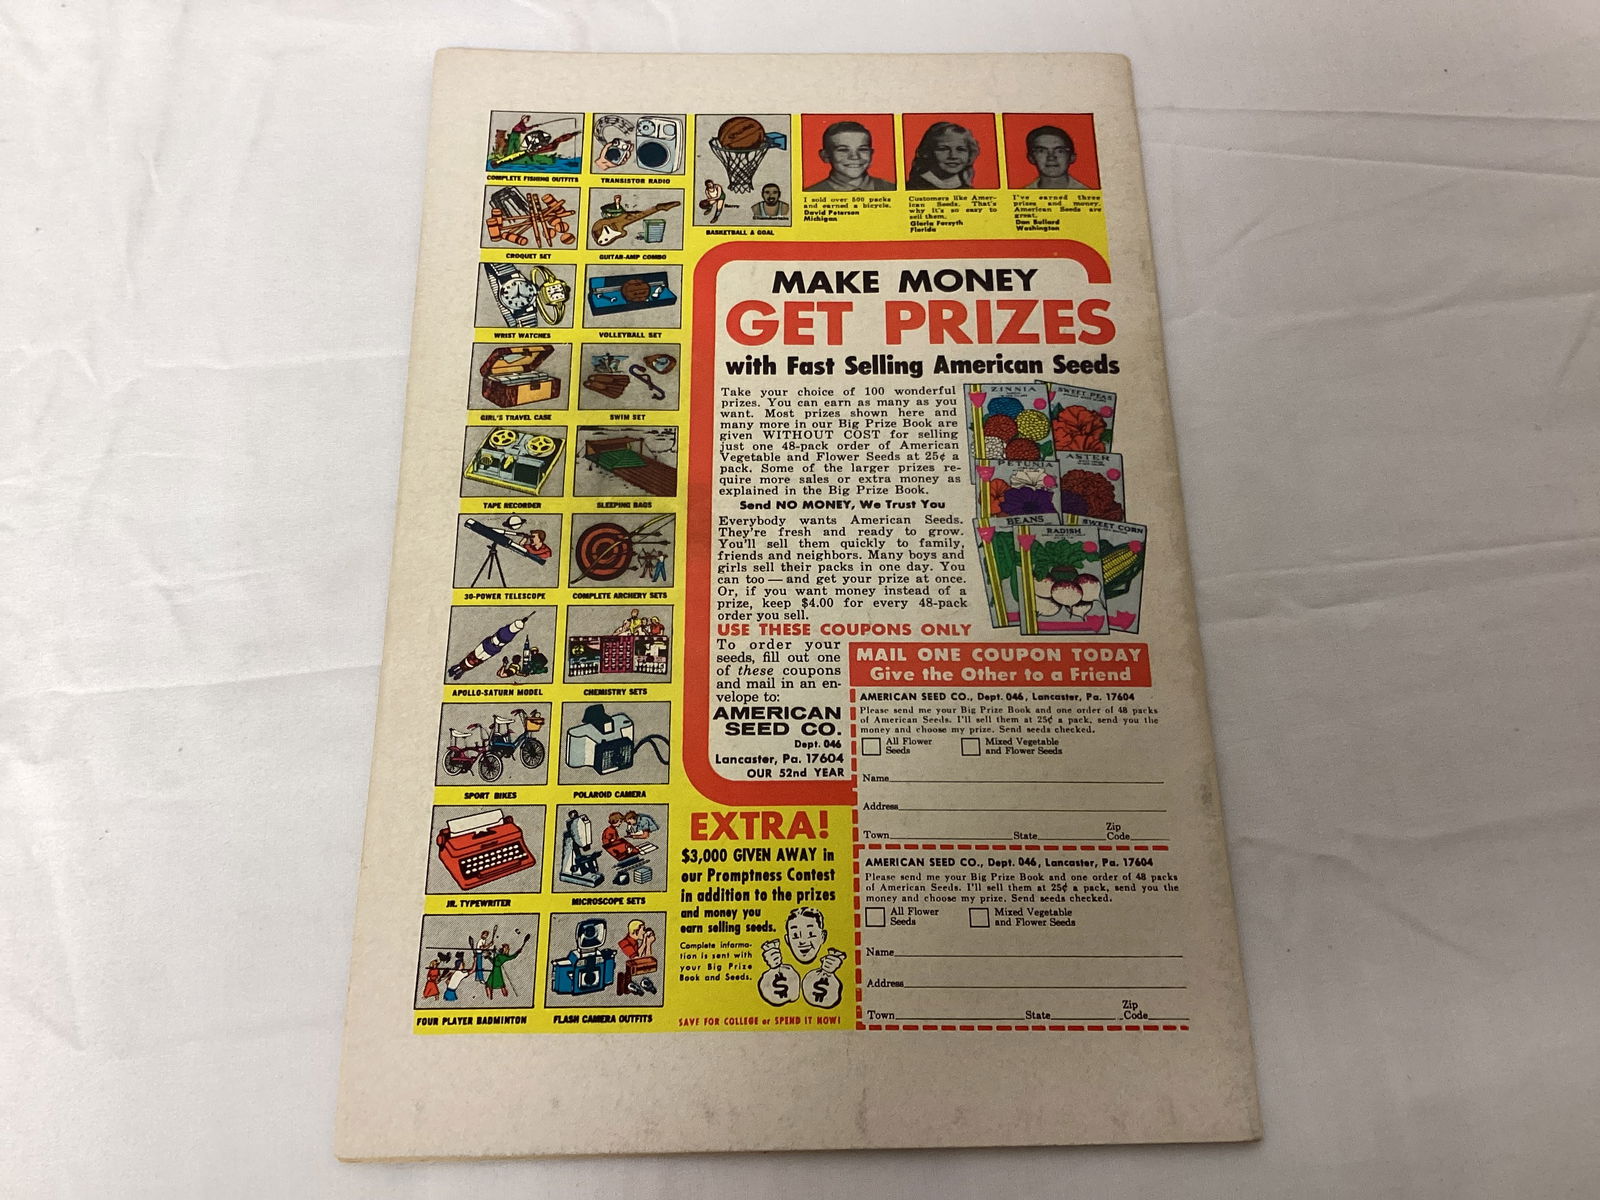 COMPLETE FISHING OUTFITS
TRANSISTOR RADIO
CROQUET SET
GUITAR-AMP COMBO
BASKETBALL & GOAL
WRIST WATCHES
VOLLEYBALL SET
GIRL'S TRAVEL CASE
SWIM SET
TAPE RECORDER
SLEEPING BAGS
30-POWER TELESCOPE
COMPLETE ARCHERY SETS
APOLLO-SATURN MODEL
CHEMISTRY SETS
SPORT BIKES
POLAROID CAMERA
JR. TYPEWRITER
MICROSCOPE SETS
FOUR PLAYER BADMINTON
FLASH CAMERA OUTFITS
I sold over 500 packs
and earned a bicycle.
David Peterson
Michigan
Customers like Amer-
ican Seeds. That's
why it's so easy to
sell them.
Gloria Forsyth
Florida
I've earned three
prizes and money.
American Seeds are
great.
Dan Bullard
Washington
MAKE MONEY
GET PRIZES
with Fast Selling American Seeds
Take your choice of 100 wonderful
prizes. You can earn as many as you
want. Most prizes shown here and
many more in our Big Prize Book are
given WITHOUT COST for selling
just one 48-pack order of American
Vegetable and Flower Seeds at 25¢ a
pack. Some of the larger prizes re-
quire more sales or extra money as
explained in the Big Prize Book.
Send NO MONEY, We Trust You
Everybody wants American Seeds.
They're fresh and ready to grow.
You'll sell them quickly to family,
friends and neighbors. Many boys and
girls sell their packs in one day. You
can too — and get your prize at once.
Or, if you want money instead of a
prize, keep $4.00 for every 48-pack
order you sell.
ZINNIA
SWEET PEAS
PETUNIA
ASTER
BEANS
RADISH
SWEET CORN
USE THESE COUPONS ONLY
To order your
seeds, fill out one
of these coupons
and mail in an en-
velope to:
AMERICAN
SEED CO.
Dept. 046
Lancaster, Pa. 17604
OUR 52nd YEAR
MAIL ONE COUPON TODAY
Give the Other to a Friend
AMERICAN SEED CO., Dept. 046, Lancaster, Pa. 17604
Please send me your Big Prize Book and one order of 48 packs
of American Seeds. I'll sell them at 25¢ a pack, send you the
money and choose my prize. Send seeds checked.
All Flower
Seeds
Mixed Vegetable
and Flower Seeds
Name
Address
Town State Zip Code
AMERICAN SEED CO., Dept. 046, Lancaster, Pa. 17604
Please send me your Big Prize Book and one order of 48 packs
of American Seeds. I'll sell them at 25¢ a pack, send you the
money and choose my prize. Send seeds checked.
All Flower
Seeds
Mixed Vegetable
and Flower Seeds
Name
Address
Town State Zip Code
EXTRA!
$3,000 GIVEN AWAY in
our Promptness Contest
in addition to the prizes
and money you
earn selling seeds.
Complete informa-
tion is sent with
your Big Prize
Book and Seeds.
$ $
SAVE FOR COLLEGE or SPEND IT NOW!